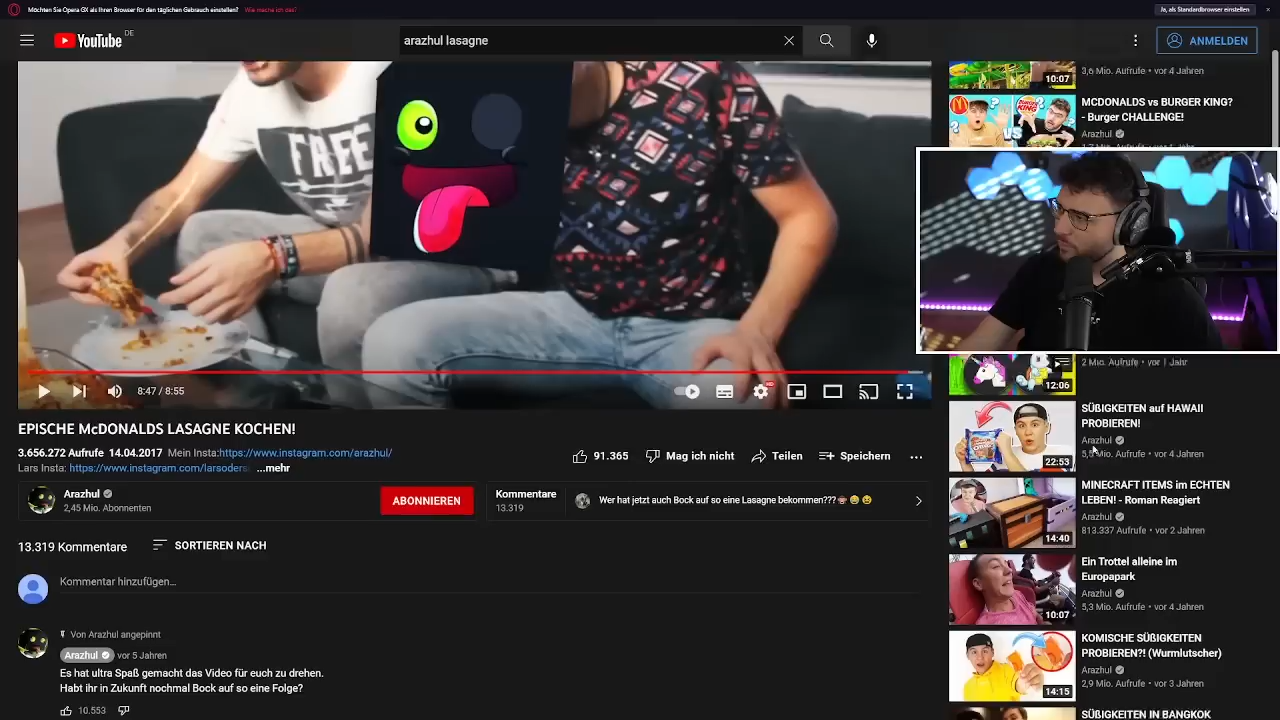 Möchten Sie Opera GX als Ihren Browser für den täglichen Gebrauch einstellen? Wie mache ich das?
Ja, als Standardbrowser einstellen
YouTube DE
arazhul lasagne
ANMELDEN
FREE
8:47 / 8:55
EPISCHE McDONALDS LASAGNE KOCHEN!
3.656.272 Aufrufe 14.04.2017 Mein Insta:https://www.instagram.com/arazhul/
Lars Insta: https://www.instagram.com/larsoders ...mehr
91.365
Mag ich nicht
Teilen
Speichern
Arazhul
2,45 Mio. Abonnenten
ABONNIEREN
Kommentare
13.319
Wer hat jetzt auch Bock auf so eine Lasagne bekommen???
13.319 Kommentare
SORTIEREN NACH
Kommentar hinzufügen...
Von Arazhul angepinnt
Arazhul
vor 5 Jahren
Es hat ultra Spaß gemacht das Video für euch zu drehen.
Habt ihr in Zukunft nochmal Bock auf so eine Folge?
10.553
10:07
3,6 Mio. Aufrufe • vor 4 Jahren
VS
MCDONALDS vs BURGER KING?
- Burger CHALLENGE!
Arazhul
12:06
2 Mio. Aufrufe • vor 1 Jahr
22:53
SÜßIGKEITEN auf HAWAII
PROBIEREN!
Arazhul
Mio. Aufrufe • vor 4 Jahren
14:40
MINECRAFT ITEMS im ECHTEN
LEBEN! - Roman Reagiert
Arazhul
813.337 Aufrufe • vor 2 Jahren
10:07
Ein Trottel alleine im
Europapark
Arazhul
5,3 Mio. Aufrufe • vor 4 Jahren
14:15
KOMISCHE SÜßIGKEITEN
PROBIEREN?! (Wurmlutscher)
Arazhul
2,9 Mio. Aufrufe • vor 3 Jahren
SÜßIGKEITEN IN BANGKOK